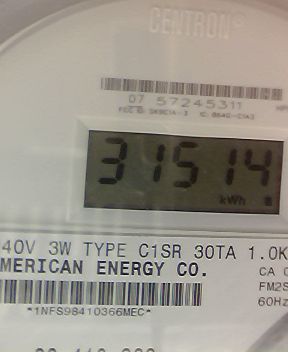 CENTRON®
07 57245311
31514
kWh
40V 3W TYPE C1SR 30TA 1.0K
MERICAN ENERGY CO.
CA
FM2S
60Hz
*1NFS98410366MEC*